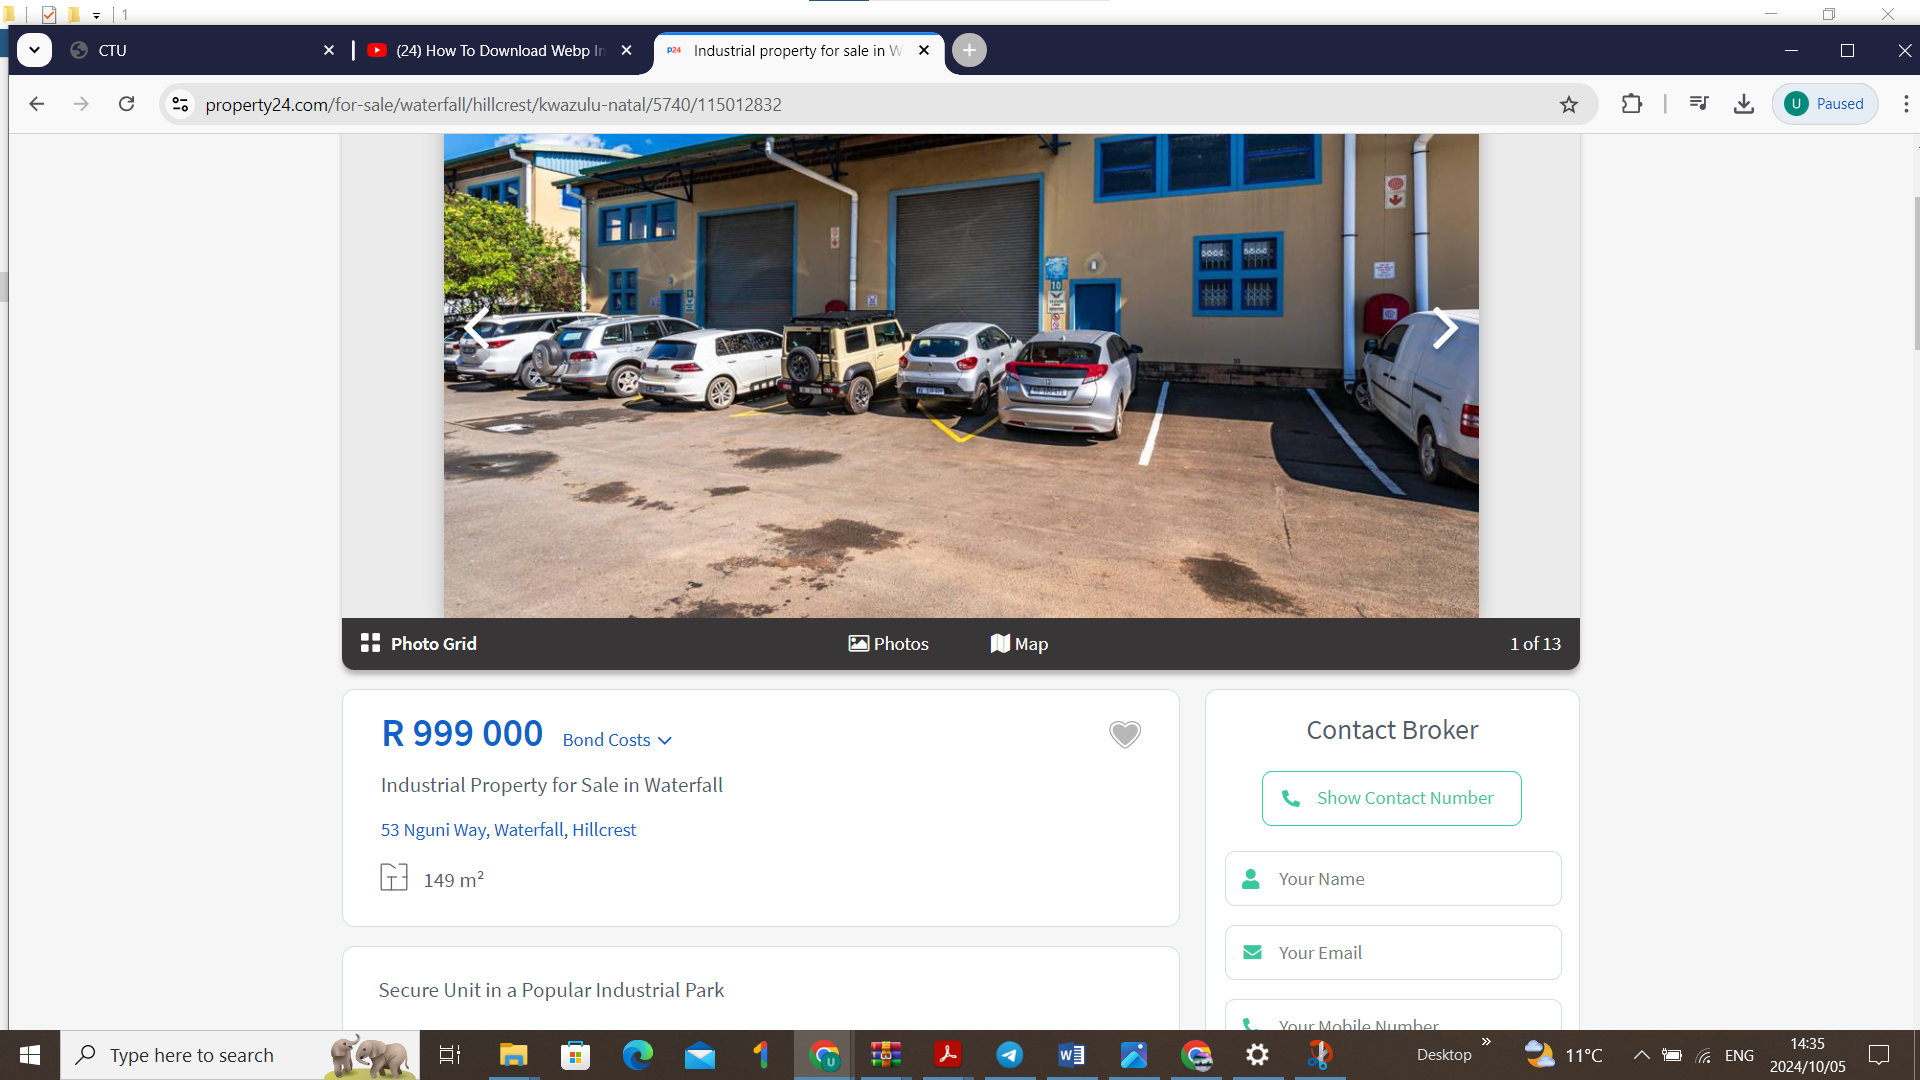 1
CTU
(24) How To Download Webp In
P24 Industrial property for sale in W
property24.com/for-sale/waterfall/hillcrest/kwazulu-natal/5740/115012832
U Paused
10
Photo Grid
Photos
Map
1 of 13
R 999 000
Bond Costs
Industrial Property for Sale in Waterfall
53 Nguni Way, Waterfall, Hillcrest
149 m²
Secure Unit in a Popular Industrial Park
Contact Broker
Show Contact Number
Your Name
Your Email
Your Mobile Number
Type here to search
Desktop
11°C
ENG
14:35
2024/10/05